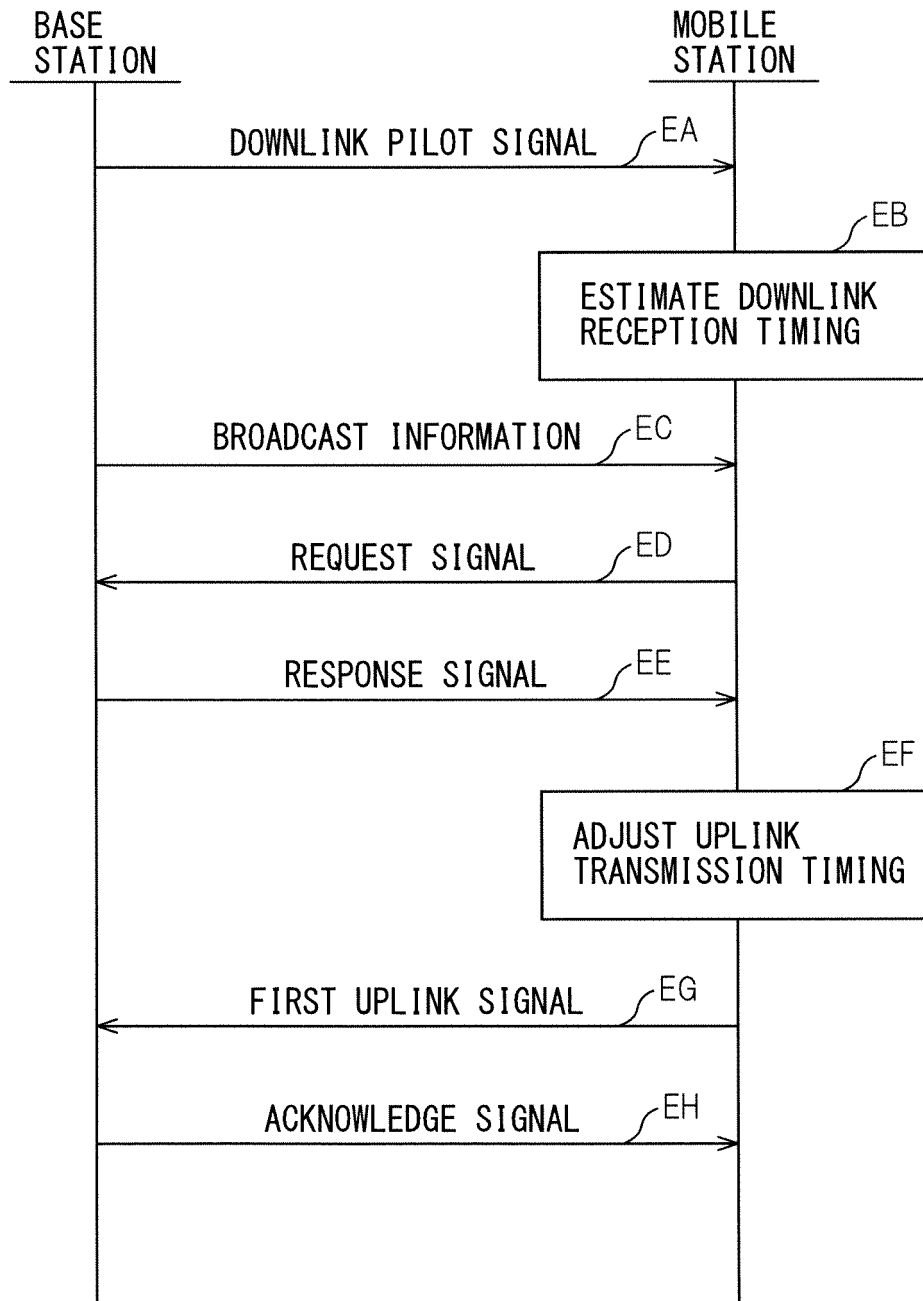 BASE
STATION
MOBILE
STATION
DOWNLINK PILOT SIGNAL
EA
EB
ESTIMATE DOWNLINK
RECEPTION TIMING
BROADCAST INFORMATION
EC
REQUEST SIGNAL
ED
RESPONSE SIGNAL
EE
EF
ADJUST UPLINK
TRANSMISSION TIMING
FIRST UPLINK SIGNAL
EG
ACKNOWLEDGE SIGNAL
EH